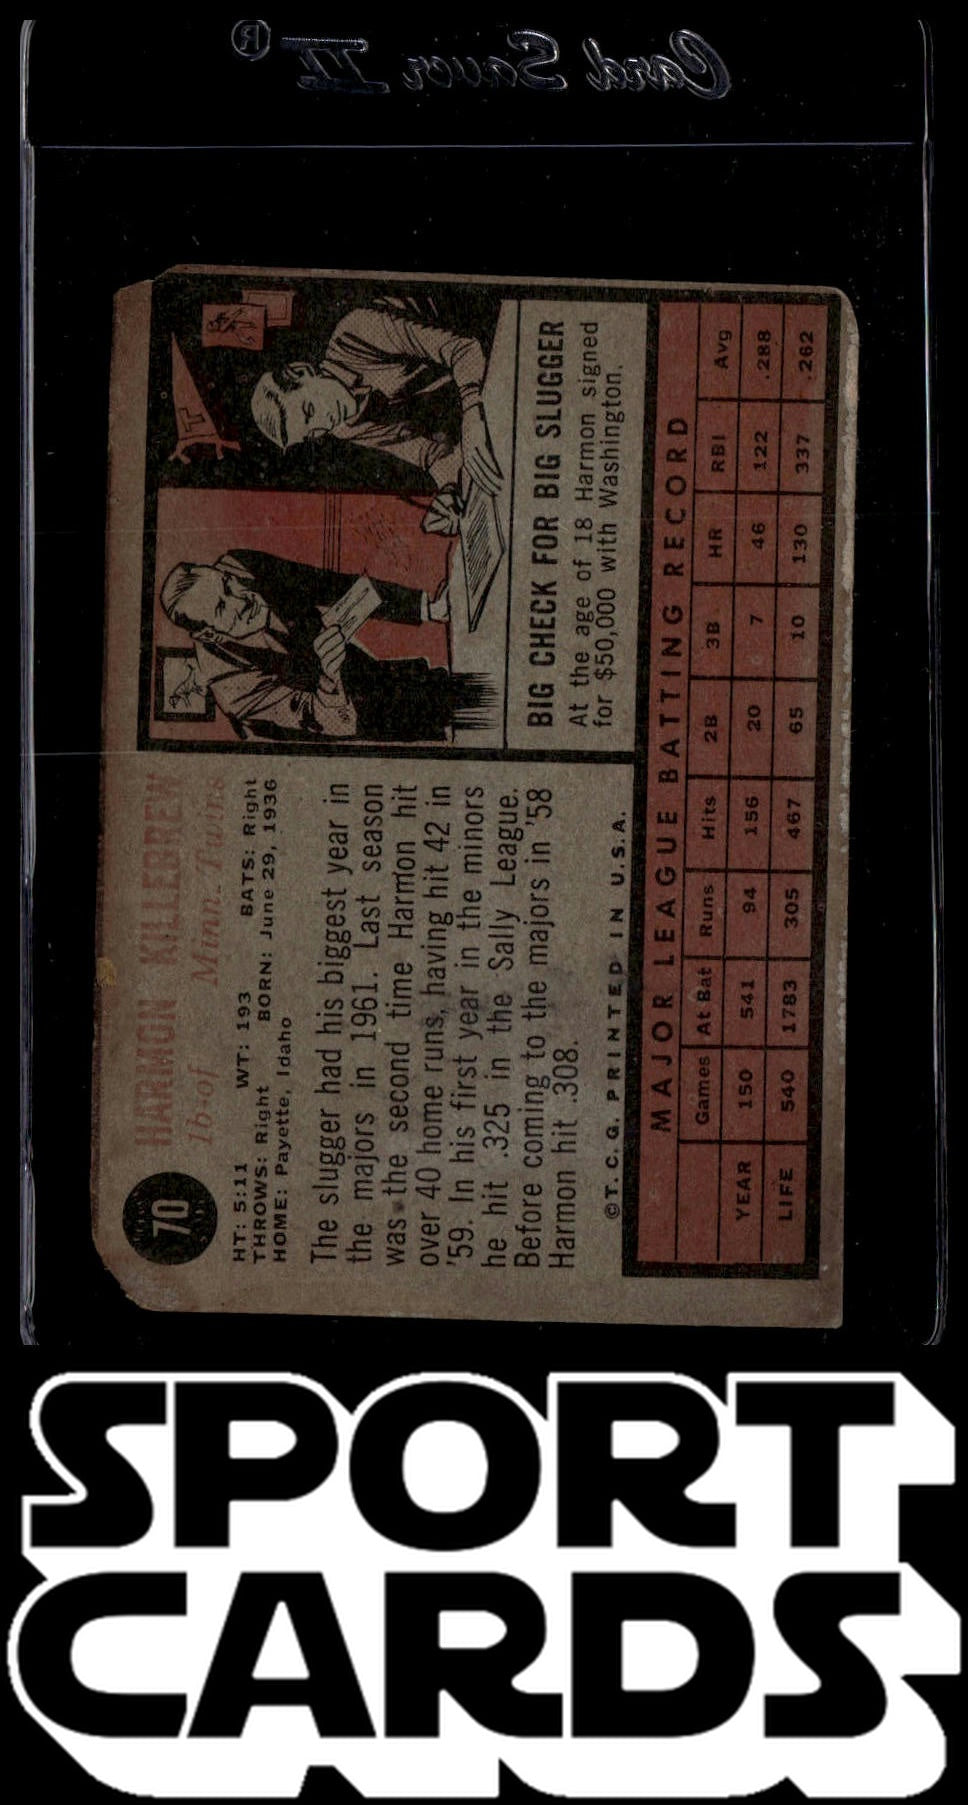 Card Saver II®
70
HARMON KILLEBREW
1b-of Minn. Twins
HT: 5:11 WT: 193 BATS: Right
THROWS: Right BORN: June 29, 1936
HOME: Payette, Idaho
The slugger had his biggest year in
the majors in 1961. Last season
was the second time Harmon hit
over 40 home runs, having hit 42 in
'59. In his first year in the minors
he hit .325 in the Sally League.
Before coming to the majors in '58
Harmon hit .308.
©T. C. G. PRINTED IN U.S.A.
T
BIG CHECK FOR BIG SLUGGER
At the age of 18 Harmon signed
for $50,000 with Washington.
MAJOR LEAGUE BATTING RECORD
Games At Bat Runs Hits 2B 3B HR RBI Avg
YEAR 150 541 94 156 20 7 46 122 .288
LIFE 540 1783 305 467 65 10 130 337 .262
SPORT
CARDS